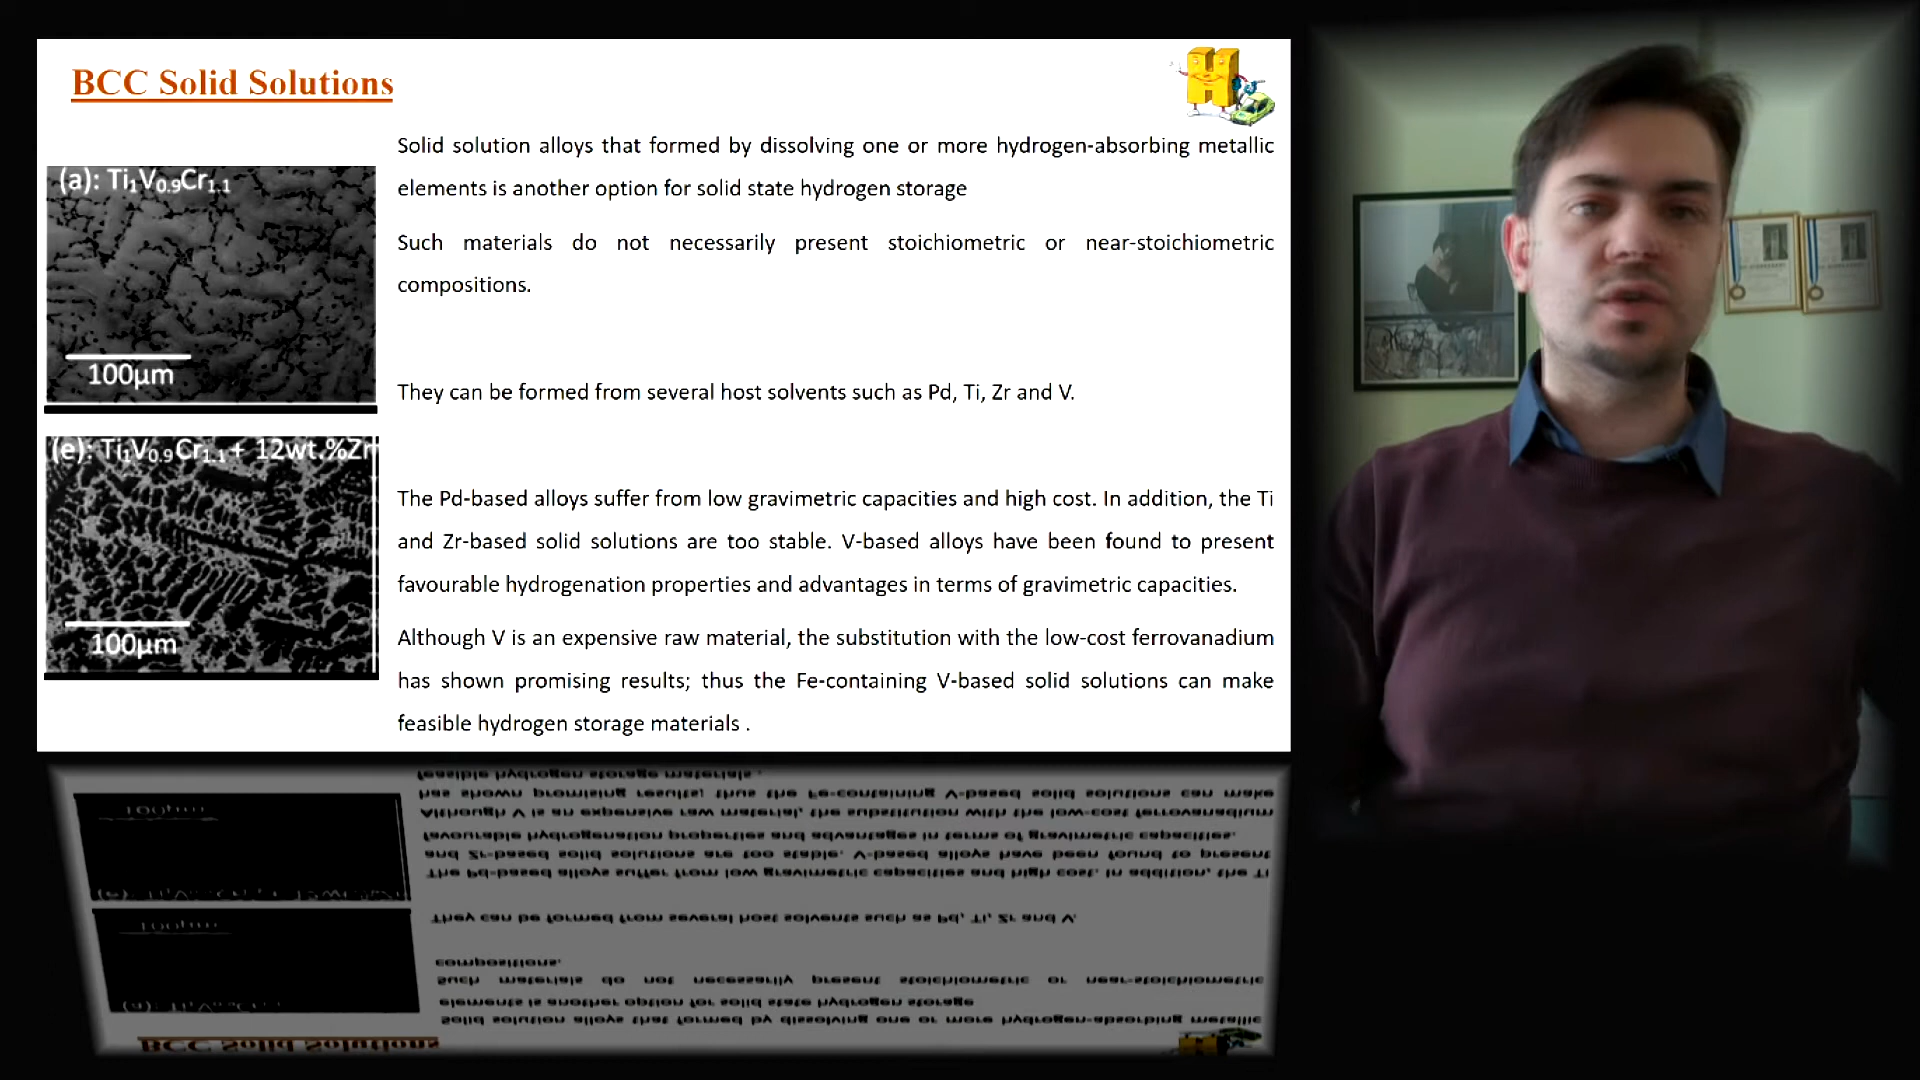 BCC Solid Solutions
(a): Ti₁V₀.₉Cr₁.₁
100μm
(e): Ti₁V₀.₉Cr₁.₁+ 12wt.%Zr
100μm
Solid solution alloys that formed by dissolving one or more hydrogen-absorbing metallic
elements is another option for solid state hydrogen storage
Such materials do not necessarily present stoichiometric or near-stoichiometric
compositions.
They can be formed from several host solvents such as Pd, Ti, Zr and V.
The Pd-based alloys suffer from low gravimetric capacities and high cost. In addition, the Ti
and Zr-based solid solutions are too stable. V-based alloys have been found to present
favourable hydrogenation properties and advantages in terms of gravimetric capacities.
Although V is an expensive raw material, the substitution with the low-cost ferrovanadium
has shown promising results; thus the Fe-containing V-based solid solutions can make
feasible hydrogen storage materials .